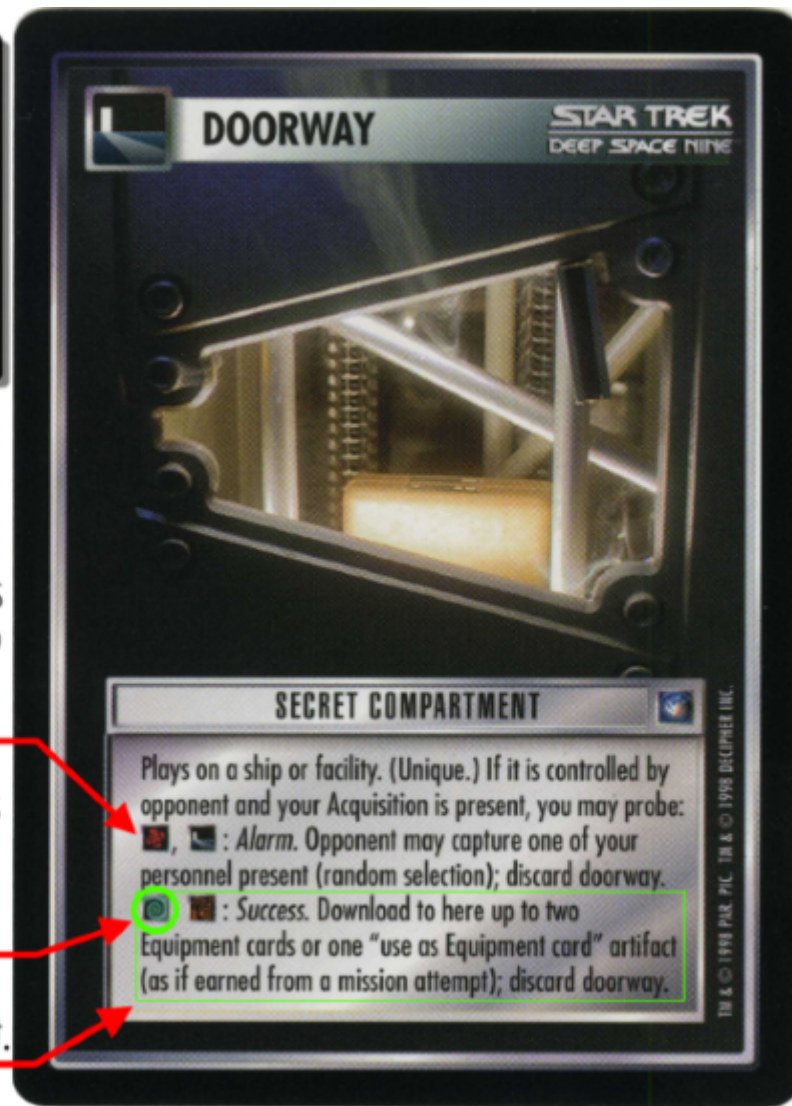 DOORWAY
STAR TREK
DEEP SPACE NINE
SECRET COMPARTMENT
Plays on a ship or facility. (Unique.) If it is controlled by
opponent and your Acquisition is present, you may probe:
, : Alarm. Opponent may capture one of your
personnel present (random selection); discard doorway.
: Success. Download to here up to two
Equipment cards or one “use as Equipment card” artifact
(as if earned from a mission attempt); discard doorway.
TM & © 1998 PAR. PIC. TM & © 1998 DECIPHER INC.